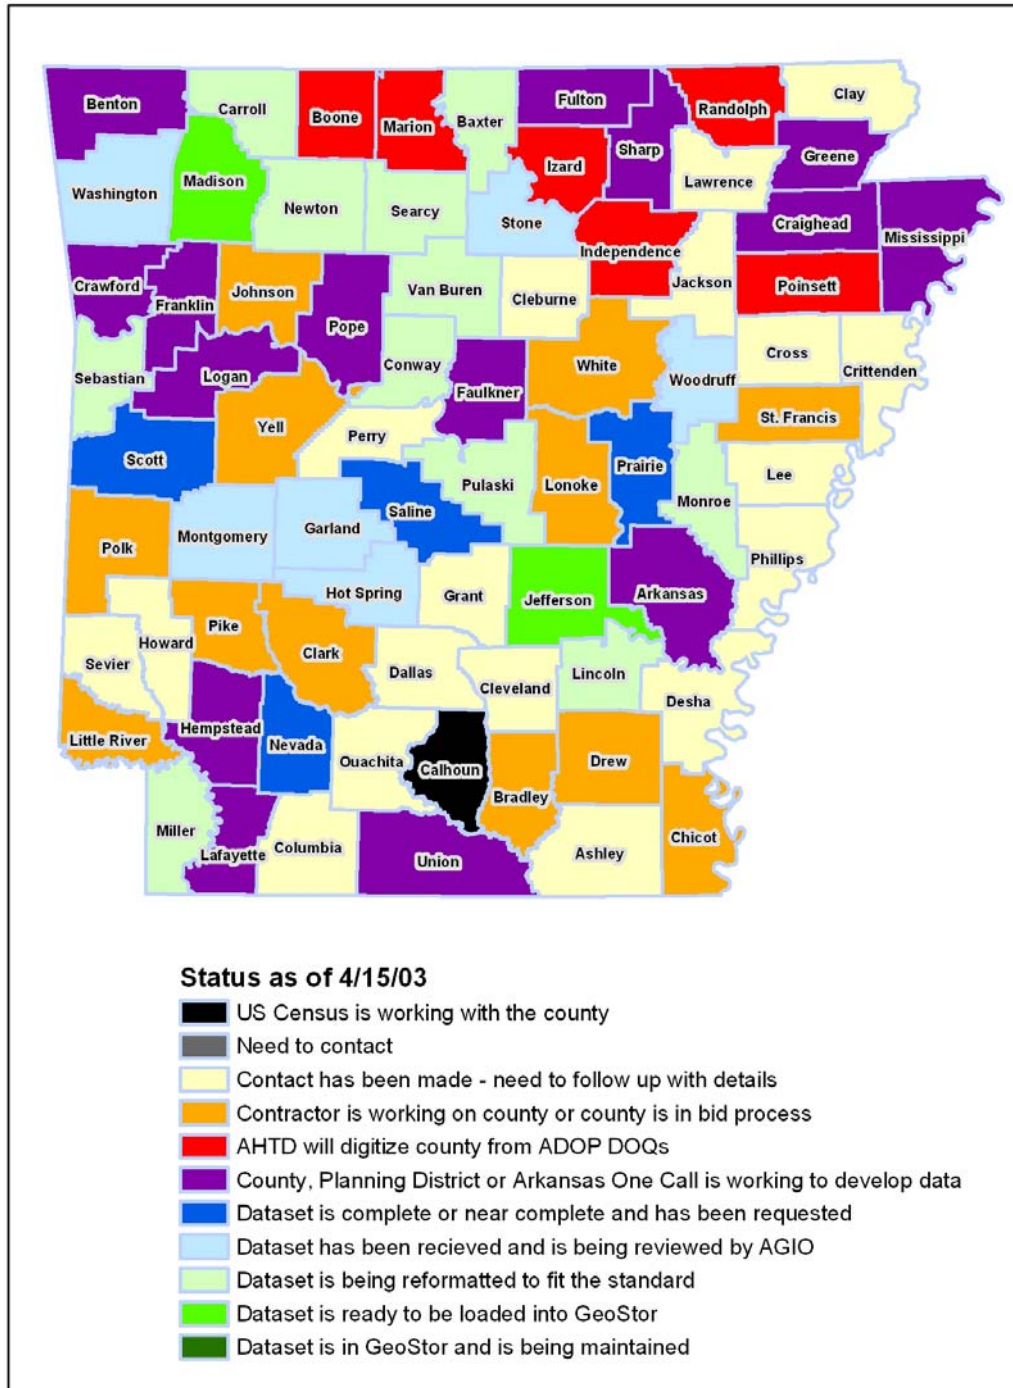 Benton
Carroll
Boone
Marion
Baxter
Fulton
Sharp
Randolph
Clay
Greene
Washington
Madison
Newton
Searcy
Stone
Izard
Lawrence
Craighead
Mississippi
Independence
Crawford
Franklin
Johnson
Pope
Van Buren
Cleburne
Jackson
Poinsett
Sebastian
Logan
Conway
Faulkner
White
Woodruff
Cross
Crittenden
Scott
Yell
Perry
Pulaski
Lonoke
Prairie
Monroe
St. Francis
Lee
Polk
Montgomery
Garland
Saline
Hot Spring
Grant
Jefferson
Arkansas
Phillips
Sevier
Howard
Pike
Clark
Dallas
Cleveland
Lincoln
Desha
Little River
Hempstead
Nevada
Ouachita
Calhoun
Bradley
Drew
Chicot
Miller
Lafayette
Columbia
Union
Ashley
Status as of 4/15/03
US Census is working with the county
Need to contact
Contact has been made - need to follow up with details
Contractor is working on county or county is in bid process
AHTD will digitize county from ADOP DOQs
County, Planning District or Arkansas One Call is working to develop data
Dataset is complete or near complete and has been requested
Dataset has been recieved and is being reviewed by AGIO
Dataset is being reformatted to fit the standard
Dataset is ready to be loaded into GeoStor
Dataset is in GeoStor and is being maintained